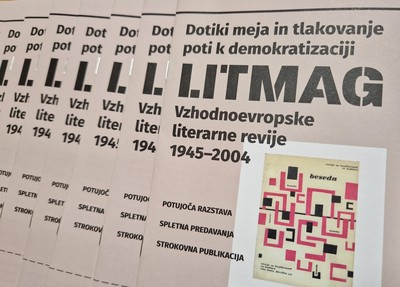 Dotiki meja in tlakovanje
poti k demokratizaciji
LITMAG
Vzhodnoevropske
literarne revije
1945–2004
POTUJOČA RAZSTAVA
SPLETNA PREDAVANJA
STROKOVNA PUBLIKACIJA
beseda